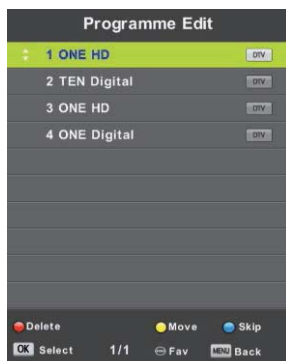 Programme Edit
1 ONE HD DTV
2 TEN Digital DTV
3 ONE HD DTV
4 ONE Digital DTV
Delete Move Skip
OK Select 1/1 Fav MENU Back